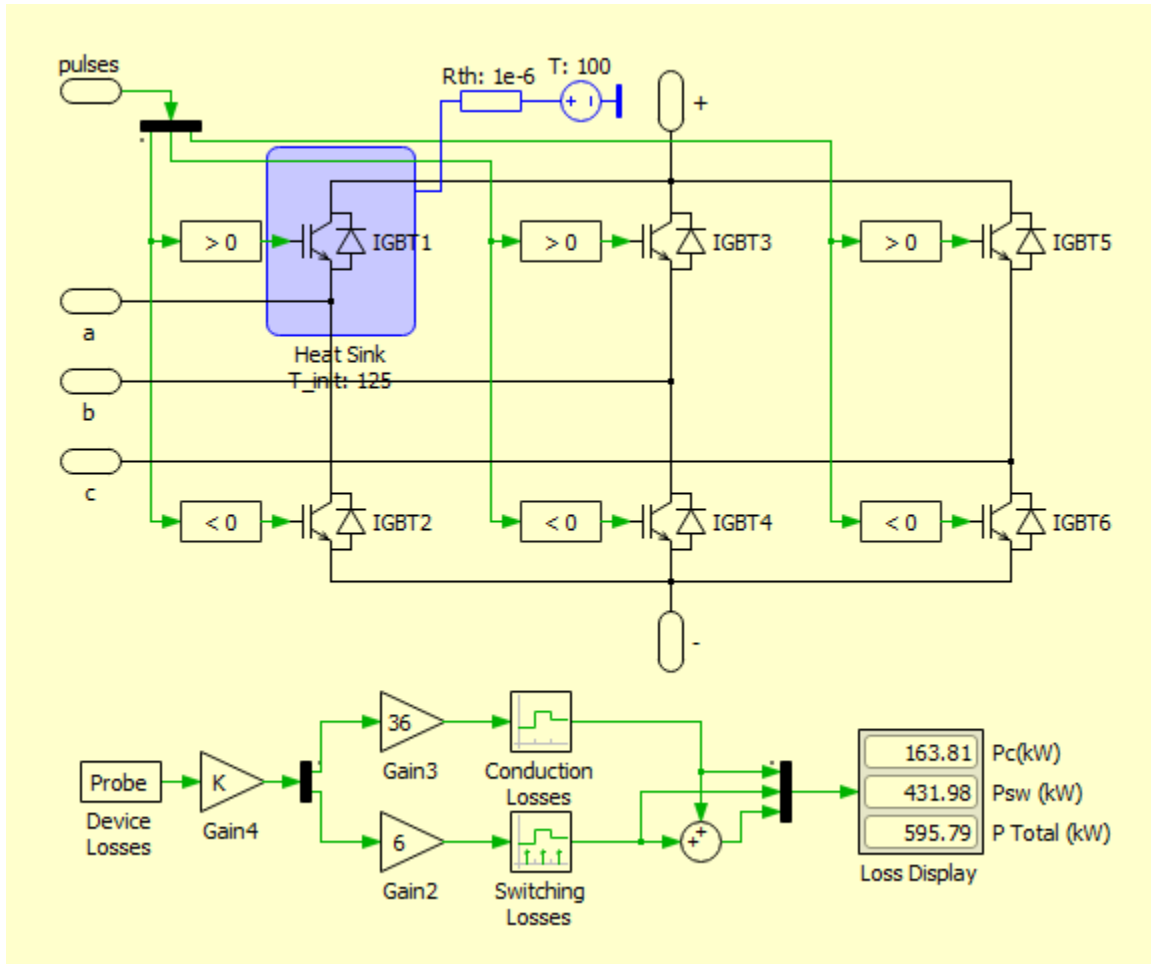 pulses
Rth: 1e-6
T: 100
+
+
> 0
IGBT1
> 0
IGBT3
> 0
IGBT5
a
Heat Sink
T_init: 125
b
c
< 0
IGBT2
< 0
IGBT4
< 0
IGBT6
-
36
Gain3
Conduction
Losses
Probe
Device
Losses
K
Gain4
6
Gain2
Switching
Losses
+
+
163.81 Pc(kW)
431.98 Psw (kW)
595.79 P Total (kW)
Loss Display